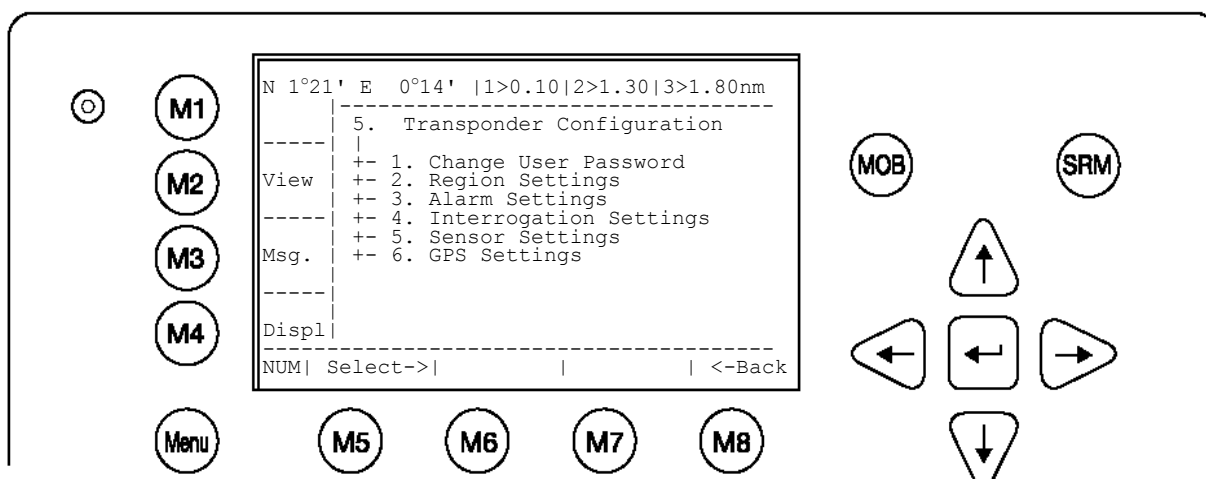 N 1°21' E 0°14' |1>0.10|2>1.30|3>1.80nm
M1
5. Transponder Configuration
+- 1. Change User Password
M2
View | +- 2. Region Settings
+- 3. Alarm Settings
+- 4. Interrogation Settings
+- 5. Sensor Settings
M3
Msg. | +- 6. GPS Settings
M4
Displ|
NUM| Select->| | | <-Back
MOB
SRM
Menu
M5
M6
M7
M8